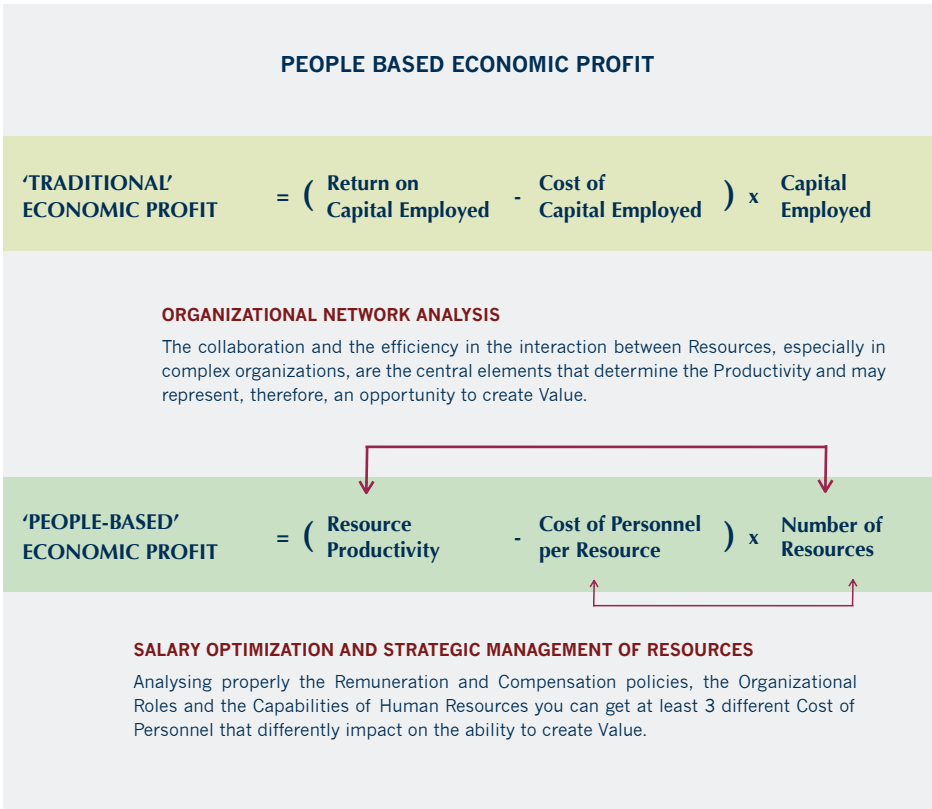 PEOPLE BASED ECONOMIC PROFIT
‘TRADITIONAL’
ECONOMIC PROFIT
= ( Return on
Capital Employed
- Cost of
Capital Employed
) x Capital
Employed
ORGANIZATIONAL NETWORK ANALYSIS
The collaboration and the efficiency in the interaction between Resources, especially in
complex organizations, are the central elements that determine the Productivity and may
represent, therefore, an opportunity to create Value.
‘PEOPLE-BASED’
ECONOMIC PROFIT
= ( Resource
Productivity
- Cost of Personnel
per Resource
) x Number of
Resources
SALARY OPTIMIZATION AND STRATEGIC MANAGEMENT OF RESOURCES
Analysing properly the Remuneration and Compensation policies, the Organizational
Roles and the Capabilities of Human Resources you can get at least 3 different Cost of
Personnel that differently impact on the ability to create Value.